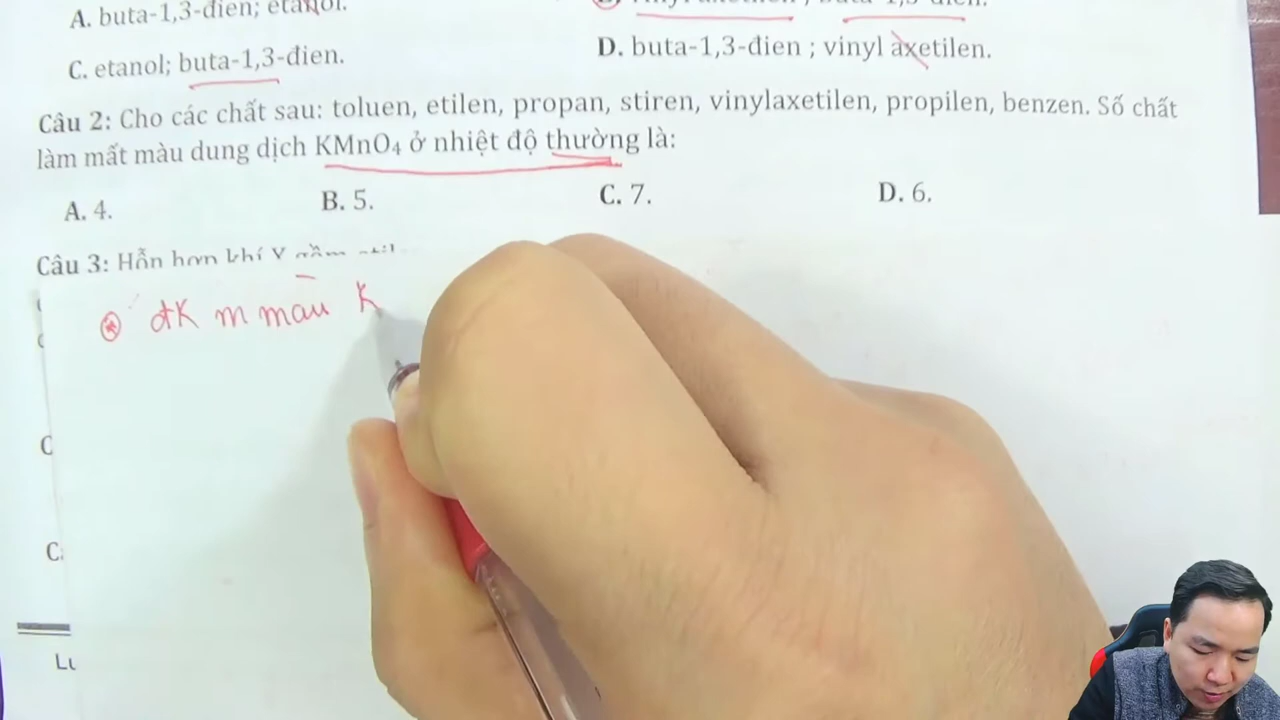 A. buta-1,3-đien; etanol.
C. etanol; buta-1,3-đien.
D. buta-1,3-đien ; vinyl axetilen.
Câu 2: Cho các chất sau: toluen, etilen, propan, stiren, vinylaxetilen, propilen, benzen. Số chất
làm mất màu dung dịch KMnO4 ở nhiệt độ thường là:
A. 4. B. 5. C. 7. D. 6.
Câu 3: Hỗn hợp khí
đK m màu K